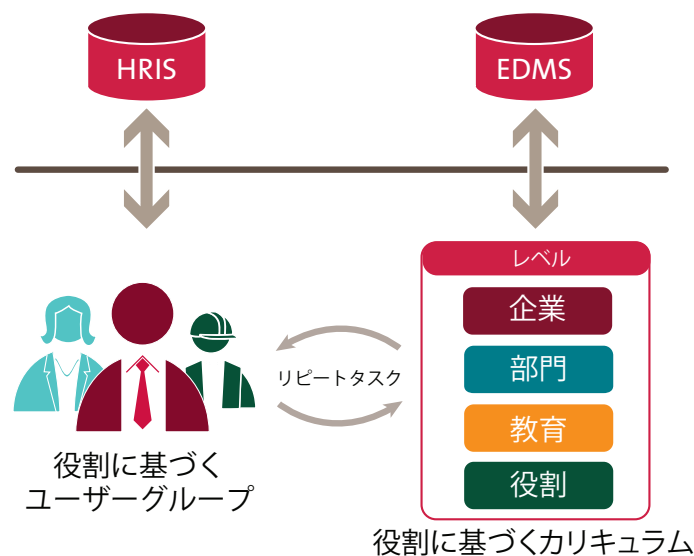 HRIS
EDMS
レベル
企業
部門
教育
役割
リピートタスク
役割に基づく
ユーザーグループ
役割に基づくカリキュラム